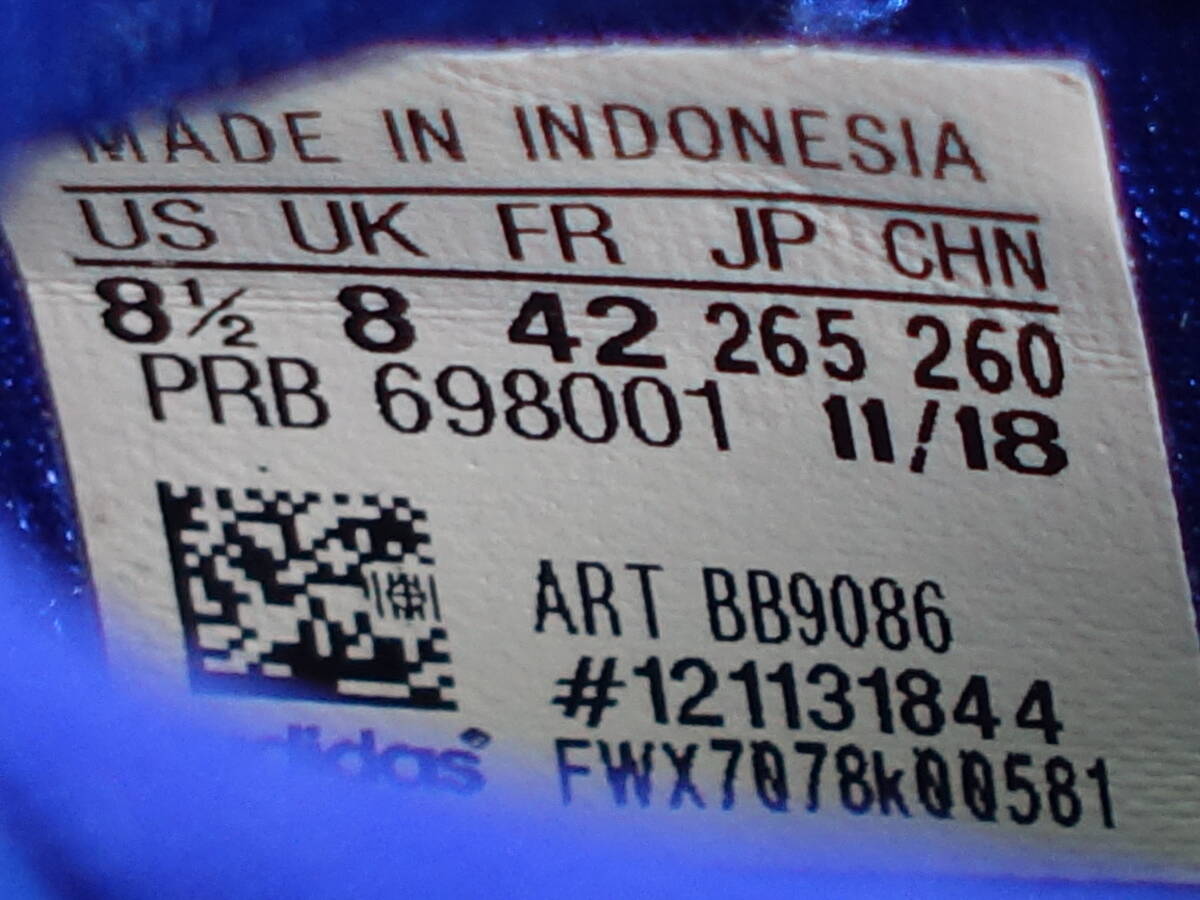 MADE IN INDONESIA
US UK FR JP CHN
8½ 8 42 265 260
PRB 698001 11/18
ART BB9086
#121131844
adidas FWX7078k00581